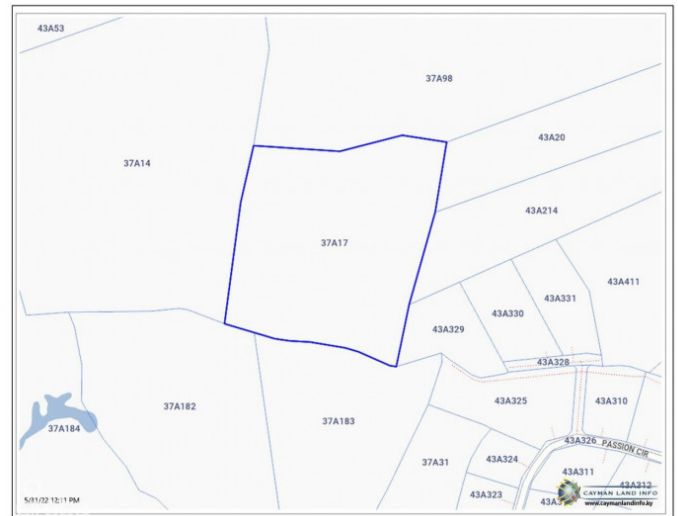 43A53
37A98
43A20
37A14
43A214
37A17
43A411
43A331
43A330
43A329
43A328
43A325
43A310
37A182
37A183
37A184
43A326 PASSION CIR
37A31
43A324
43A311
43A323
43A312
CAYMAN LAND INFO
www.caymanlandinfo.ky
5/31/22 12:11 PM